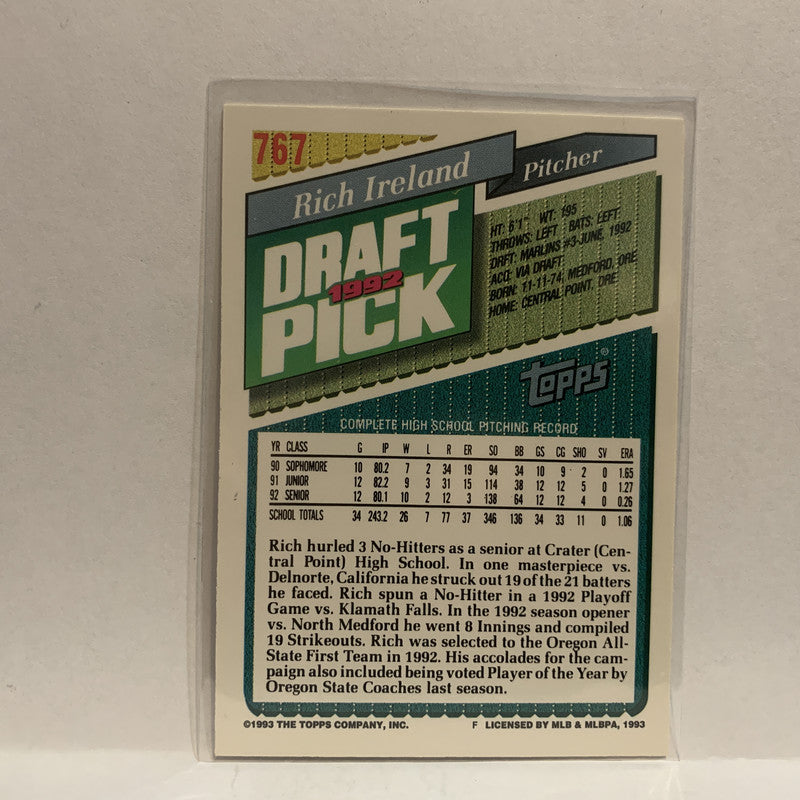 767
Rich Ireland
Pitcher
DRAFT
1992
PICK
HT: 6'1" WT: 195
THROWS: LEFT BATS: LEFT
DRFT: MARLINS #3-JUNE, 1992
ACQ: VIA DRAFT
BORN: 11-11-74, MEDFORD, ORE
HOME: CENTRAL POINT, ORE
TOPPS®
COMPLETE HIGH SCHOOL PITCHING RECORD
YR CLASS G IP W L R ER SO BB GS CG SHO SV ERA
90 SOPHOMORE 10 80.2 7 2 34 19 94 34 10 9 2 0 1.65
91 JUNIOR 12 82.2 9 3 31 15 114 38 12 12 5 0 1.27
92 SENIOR 12 80.1 10 2 12 3 138 64 12 12 4 0 0.26
SCHOOL TOTALS 34 243.2 26 7 77 37 346 136 34 33 11 0 1.06
Rich hurled 3 No-Hitters as a senior at Crater (Cen-
tral Point) High School. In one masterpiece vs.
Delnorte, California he struck out 19 of the 21 batters
he faced. Rich spun a No-Hitter in a 1992 Playoff
Game vs. Klamath Falls. In the 1992 season opener
vs. North Medford he went 8 Innings and compiled
19 Strikeouts. Rich was selected to the Oregon All-
State First Team in 1992. His accolades for the cam-
paign also included being voted Player of the Year by
Oregon State Coaches last season.
©1993 THE TOPPS COMPANY, INC. F LICENSED BY MLB & MLBPA, 1993